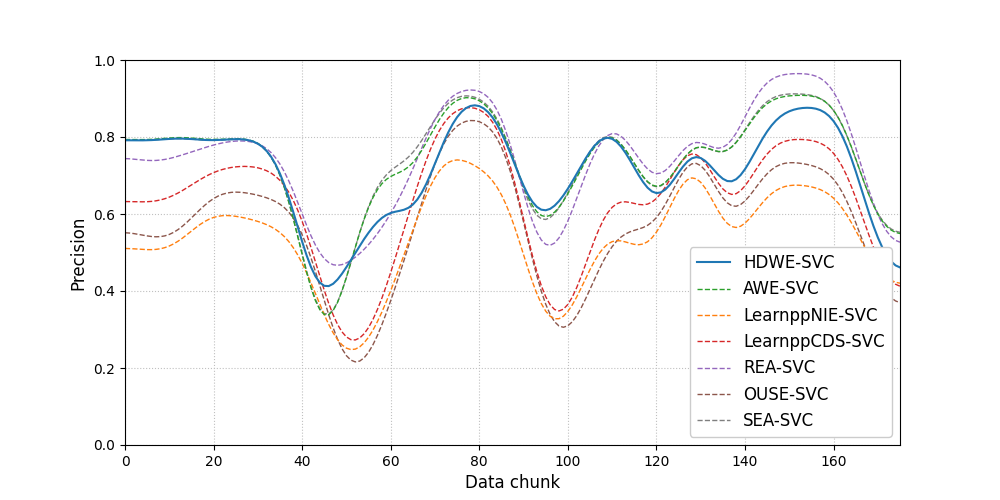 1.0
0.8
0.6
0.4
0.2
0.0
Precision
0 20 40 60 80 100 120 140 160
Data chunk
HDWE-SVC
AWE-SVC
LearnppNIE-SVC
LearnppCDS-SVC
REA-SVC
OUSE-SVC
SEA-SVC